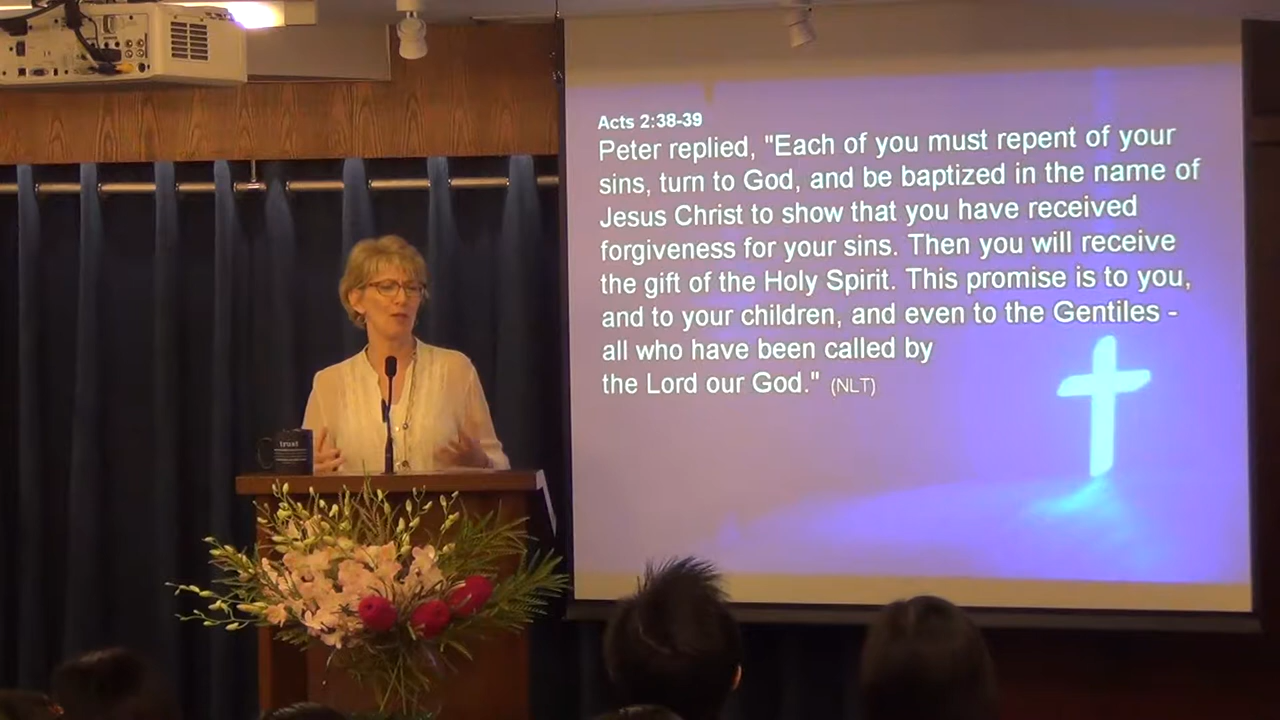 Acts 2:38-39
Peter replied, "Each of you must repent of your
sins, turn to God, and be baptized in the name of
Jesus Christ to show that you have received
forgiveness for your sins. Then you will receive
the gift of the Holy Spirit. This promise is to you,
and to your children, and even to the Gentiles -
all who have been called by
the Lord our God." (NLT)
trust